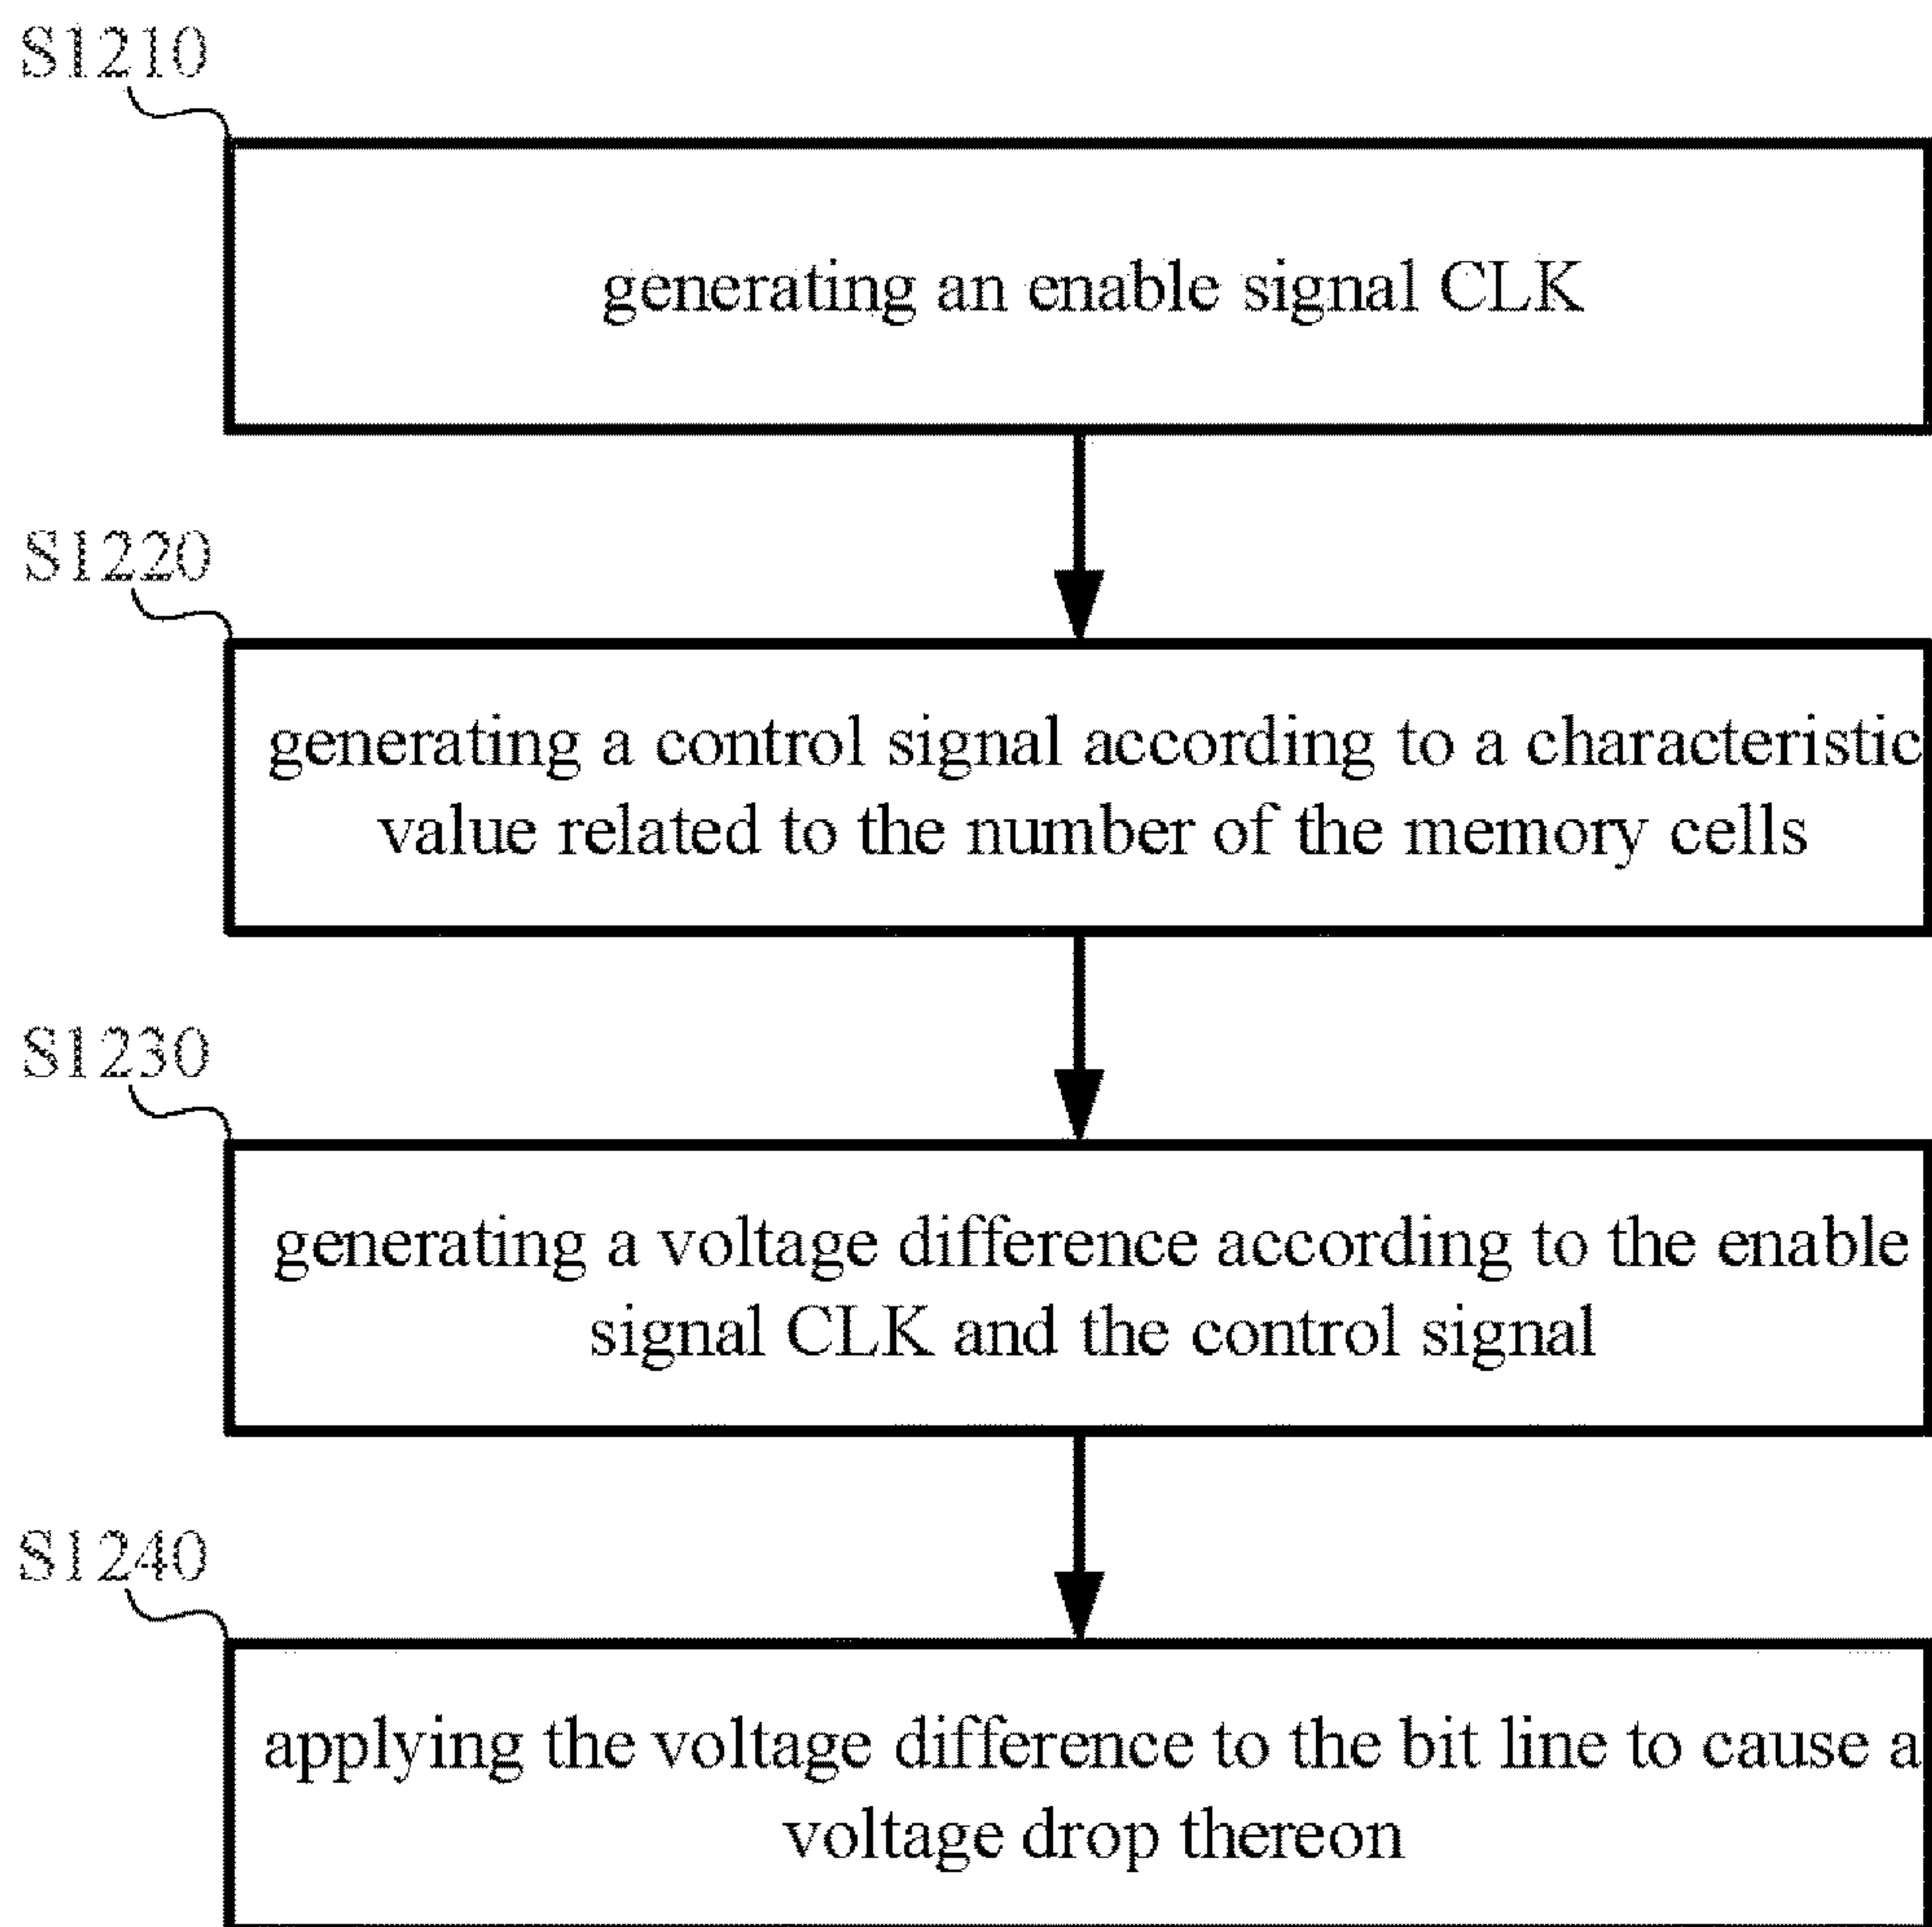 S1210
generating an enable signal CLK
S1220
generating a control signal according to a characteristic
value related to the number of the memory cells
S1230
generating a voltage difference according to the enable
signal CLK and the control signal
S1240
applying the voltage difference to the bit line to cause a
voltage drop thereon